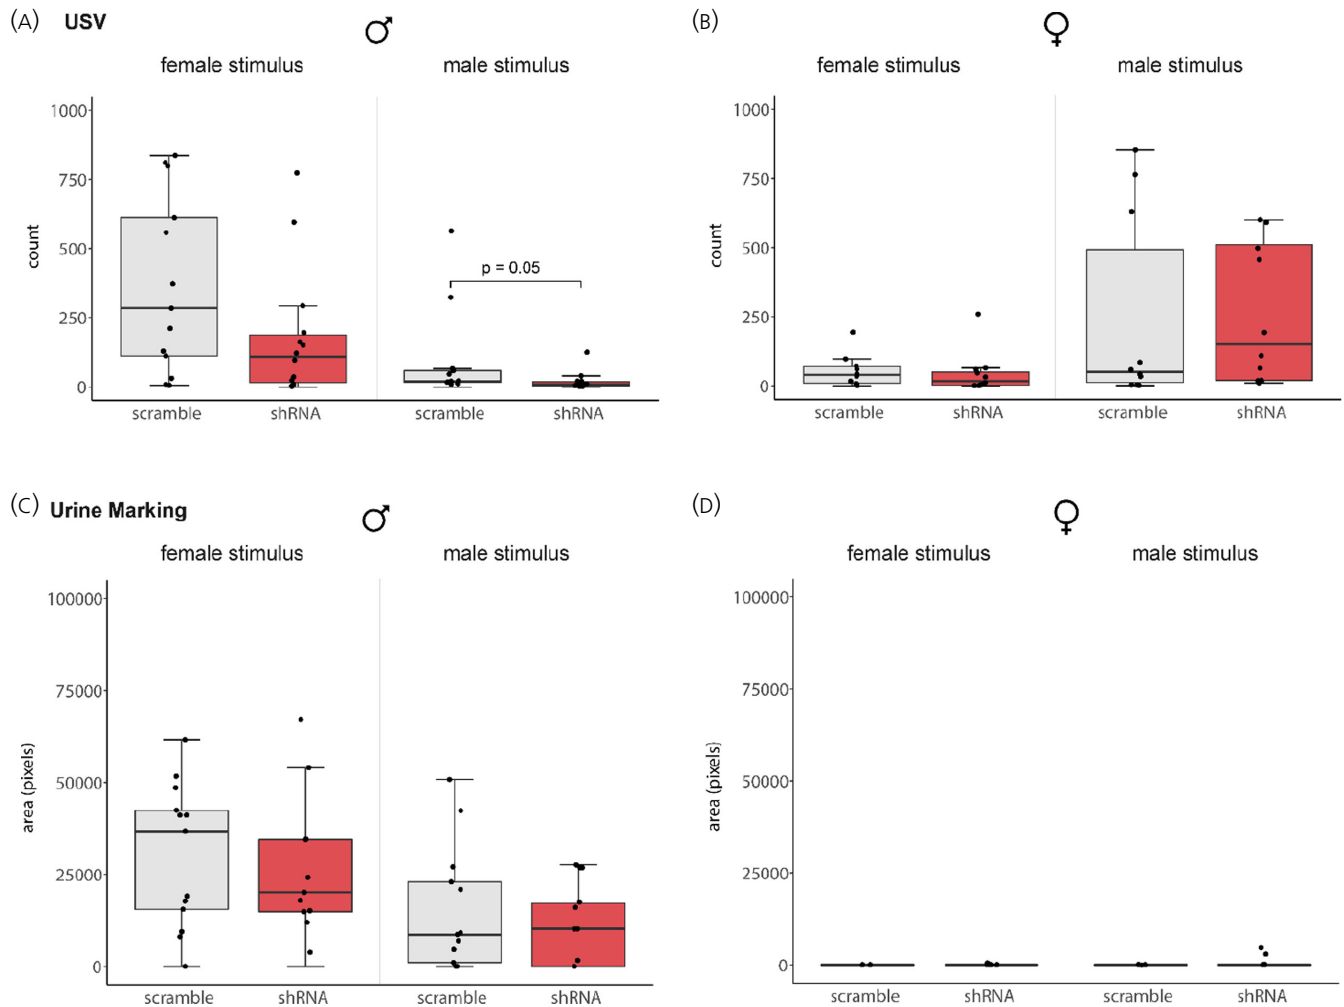 (A) USV ♂
female stimulus male stimulus
1000
750
500
250
0
count
p = 0.05
scramble shRNA scramble shRNA
(B) ♀
female stimulus male stimulus
1000
750
500
250
0
count
scramble shRNA scramble shRNA
(C) Urine Marking ♂
female stimulus male stimulus
100000
75000
50000
25000
0
area (pixels)
scramble shRNA scramble shRNA
(D) ♀
female stimulus male stimulus
100000
75000
50000
25000
0
area (pixels)
scramble shRNA scramble shRNA